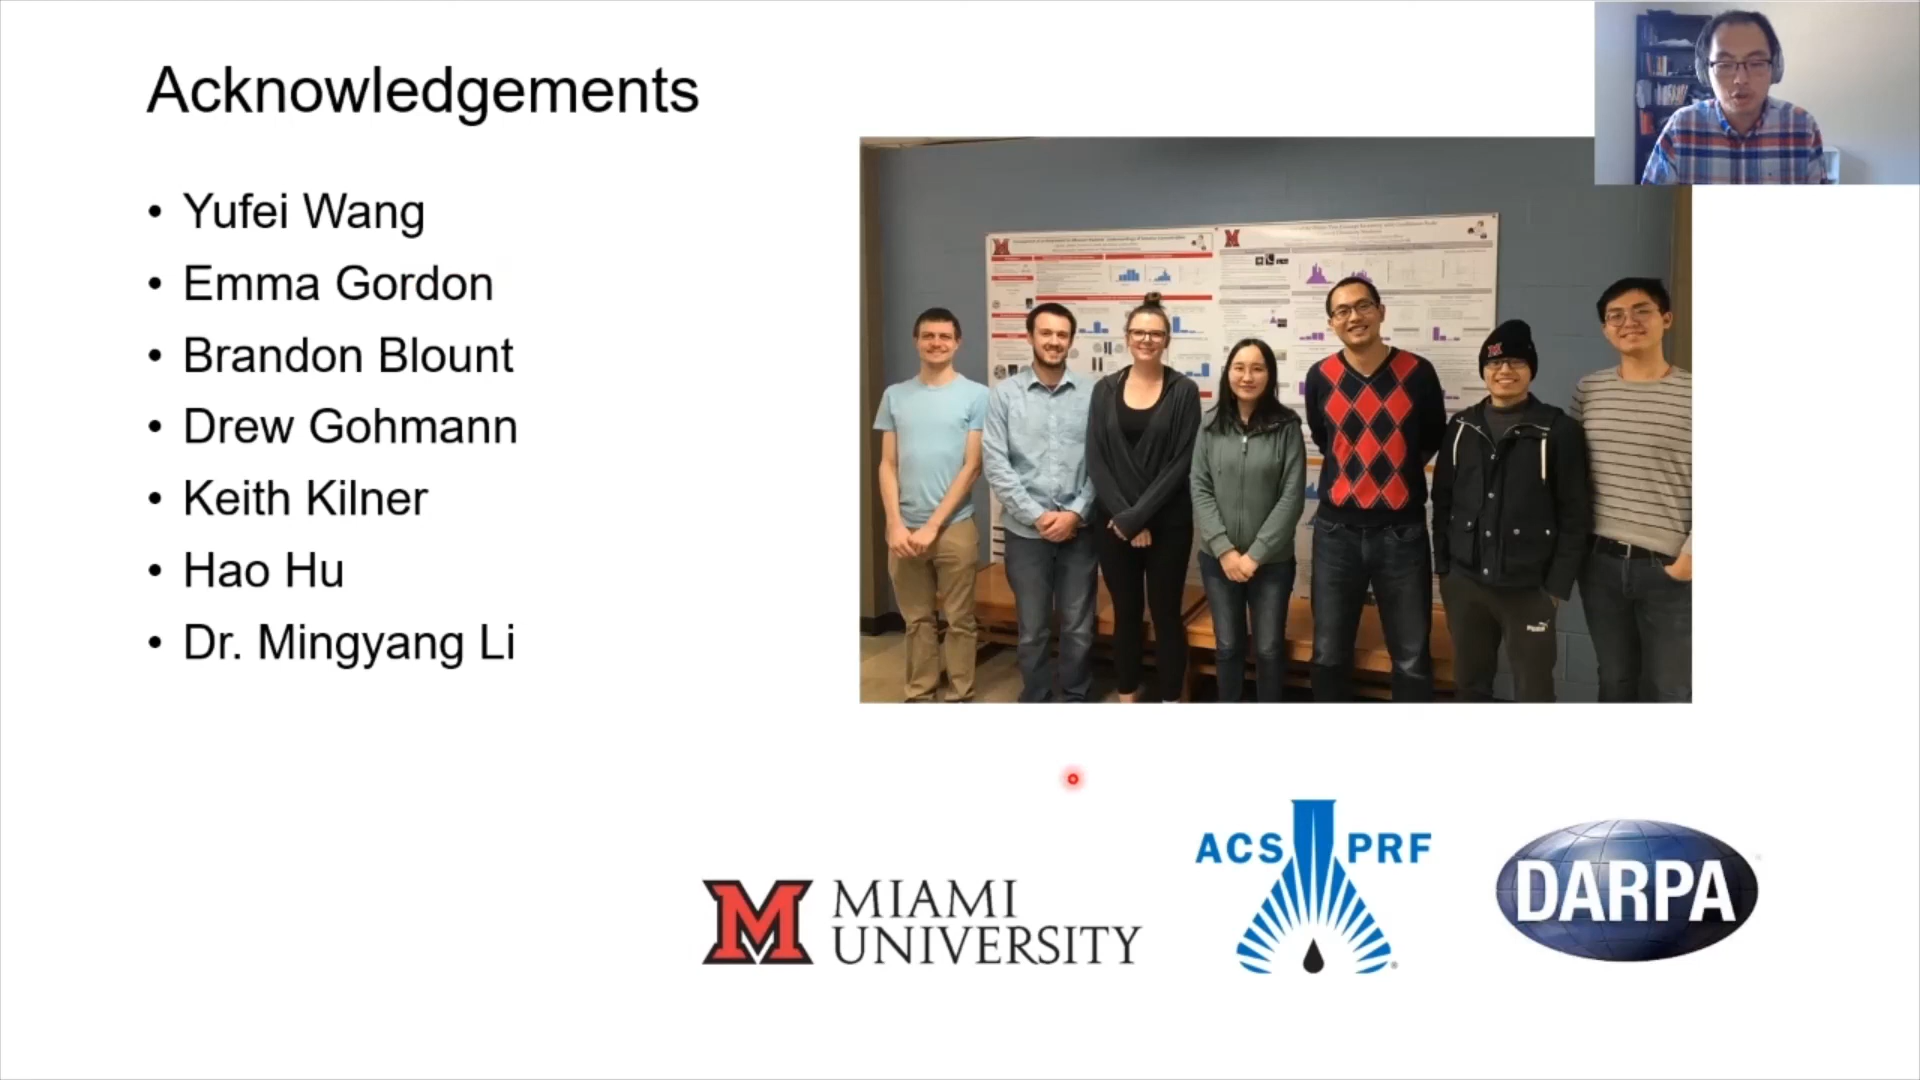 Acknowledgements
• Yufei Wang
• Emma Gordon
• Brandon Blount
• Drew Gohmann
• Keith Kilner
• Hao Hu
• Dr. Mingyang Li
MIAMI
UNIVERSITY
ACS PRF
DARPA